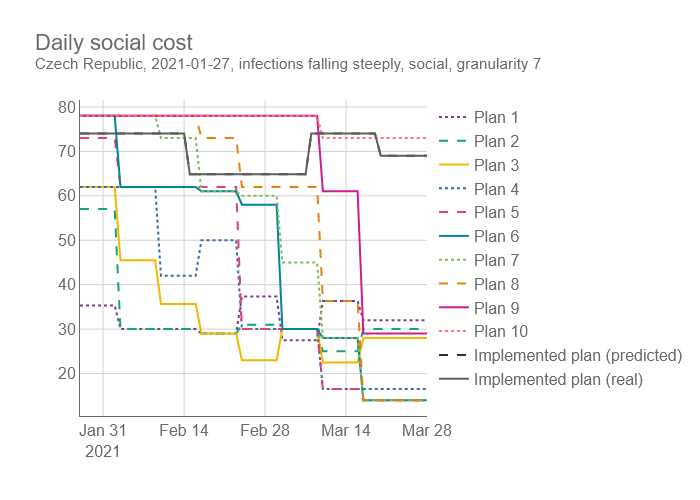 Daily social cost
Czech Republic, 2021-01-27, infections falling steeply, social, granularity 7
80
70
60
50
40
30
20
Jan 31
2021
Feb 14
Feb 28
Mar 14
Mar 28
Plan 1
Plan 2
Plan 3
Plan 4
Plan 5
Plan 6
Plan 7
Plan 8
Plan 9
Plan 10
Implemented plan (predicted)
Implemented plan (real)